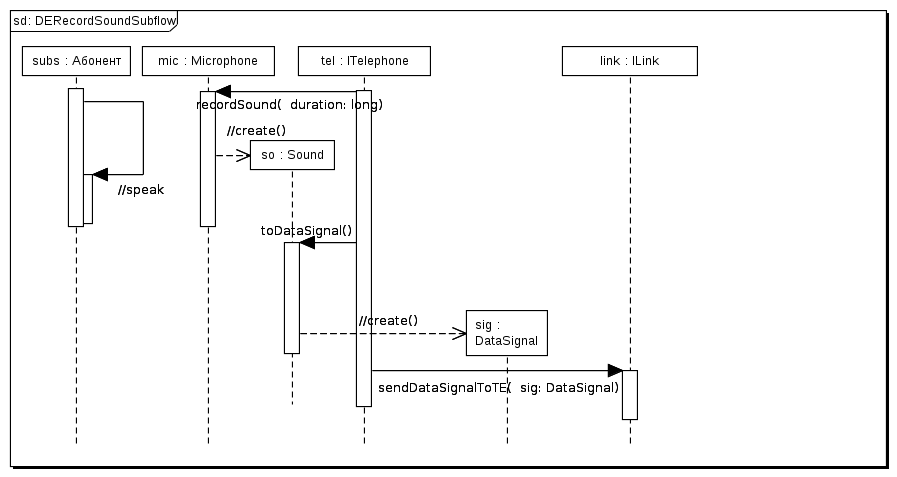 sd: DERecordSoundSubflow
subs : Абонент
mic : Microphone
tel : ITelephone
link : ILink
recordSound(  duration: long)
//create()
so : Sound
//speak
toDataSignal()
//create()
sig :
DataSignal
sendDataSignalToTE(  sig: DataSignal)